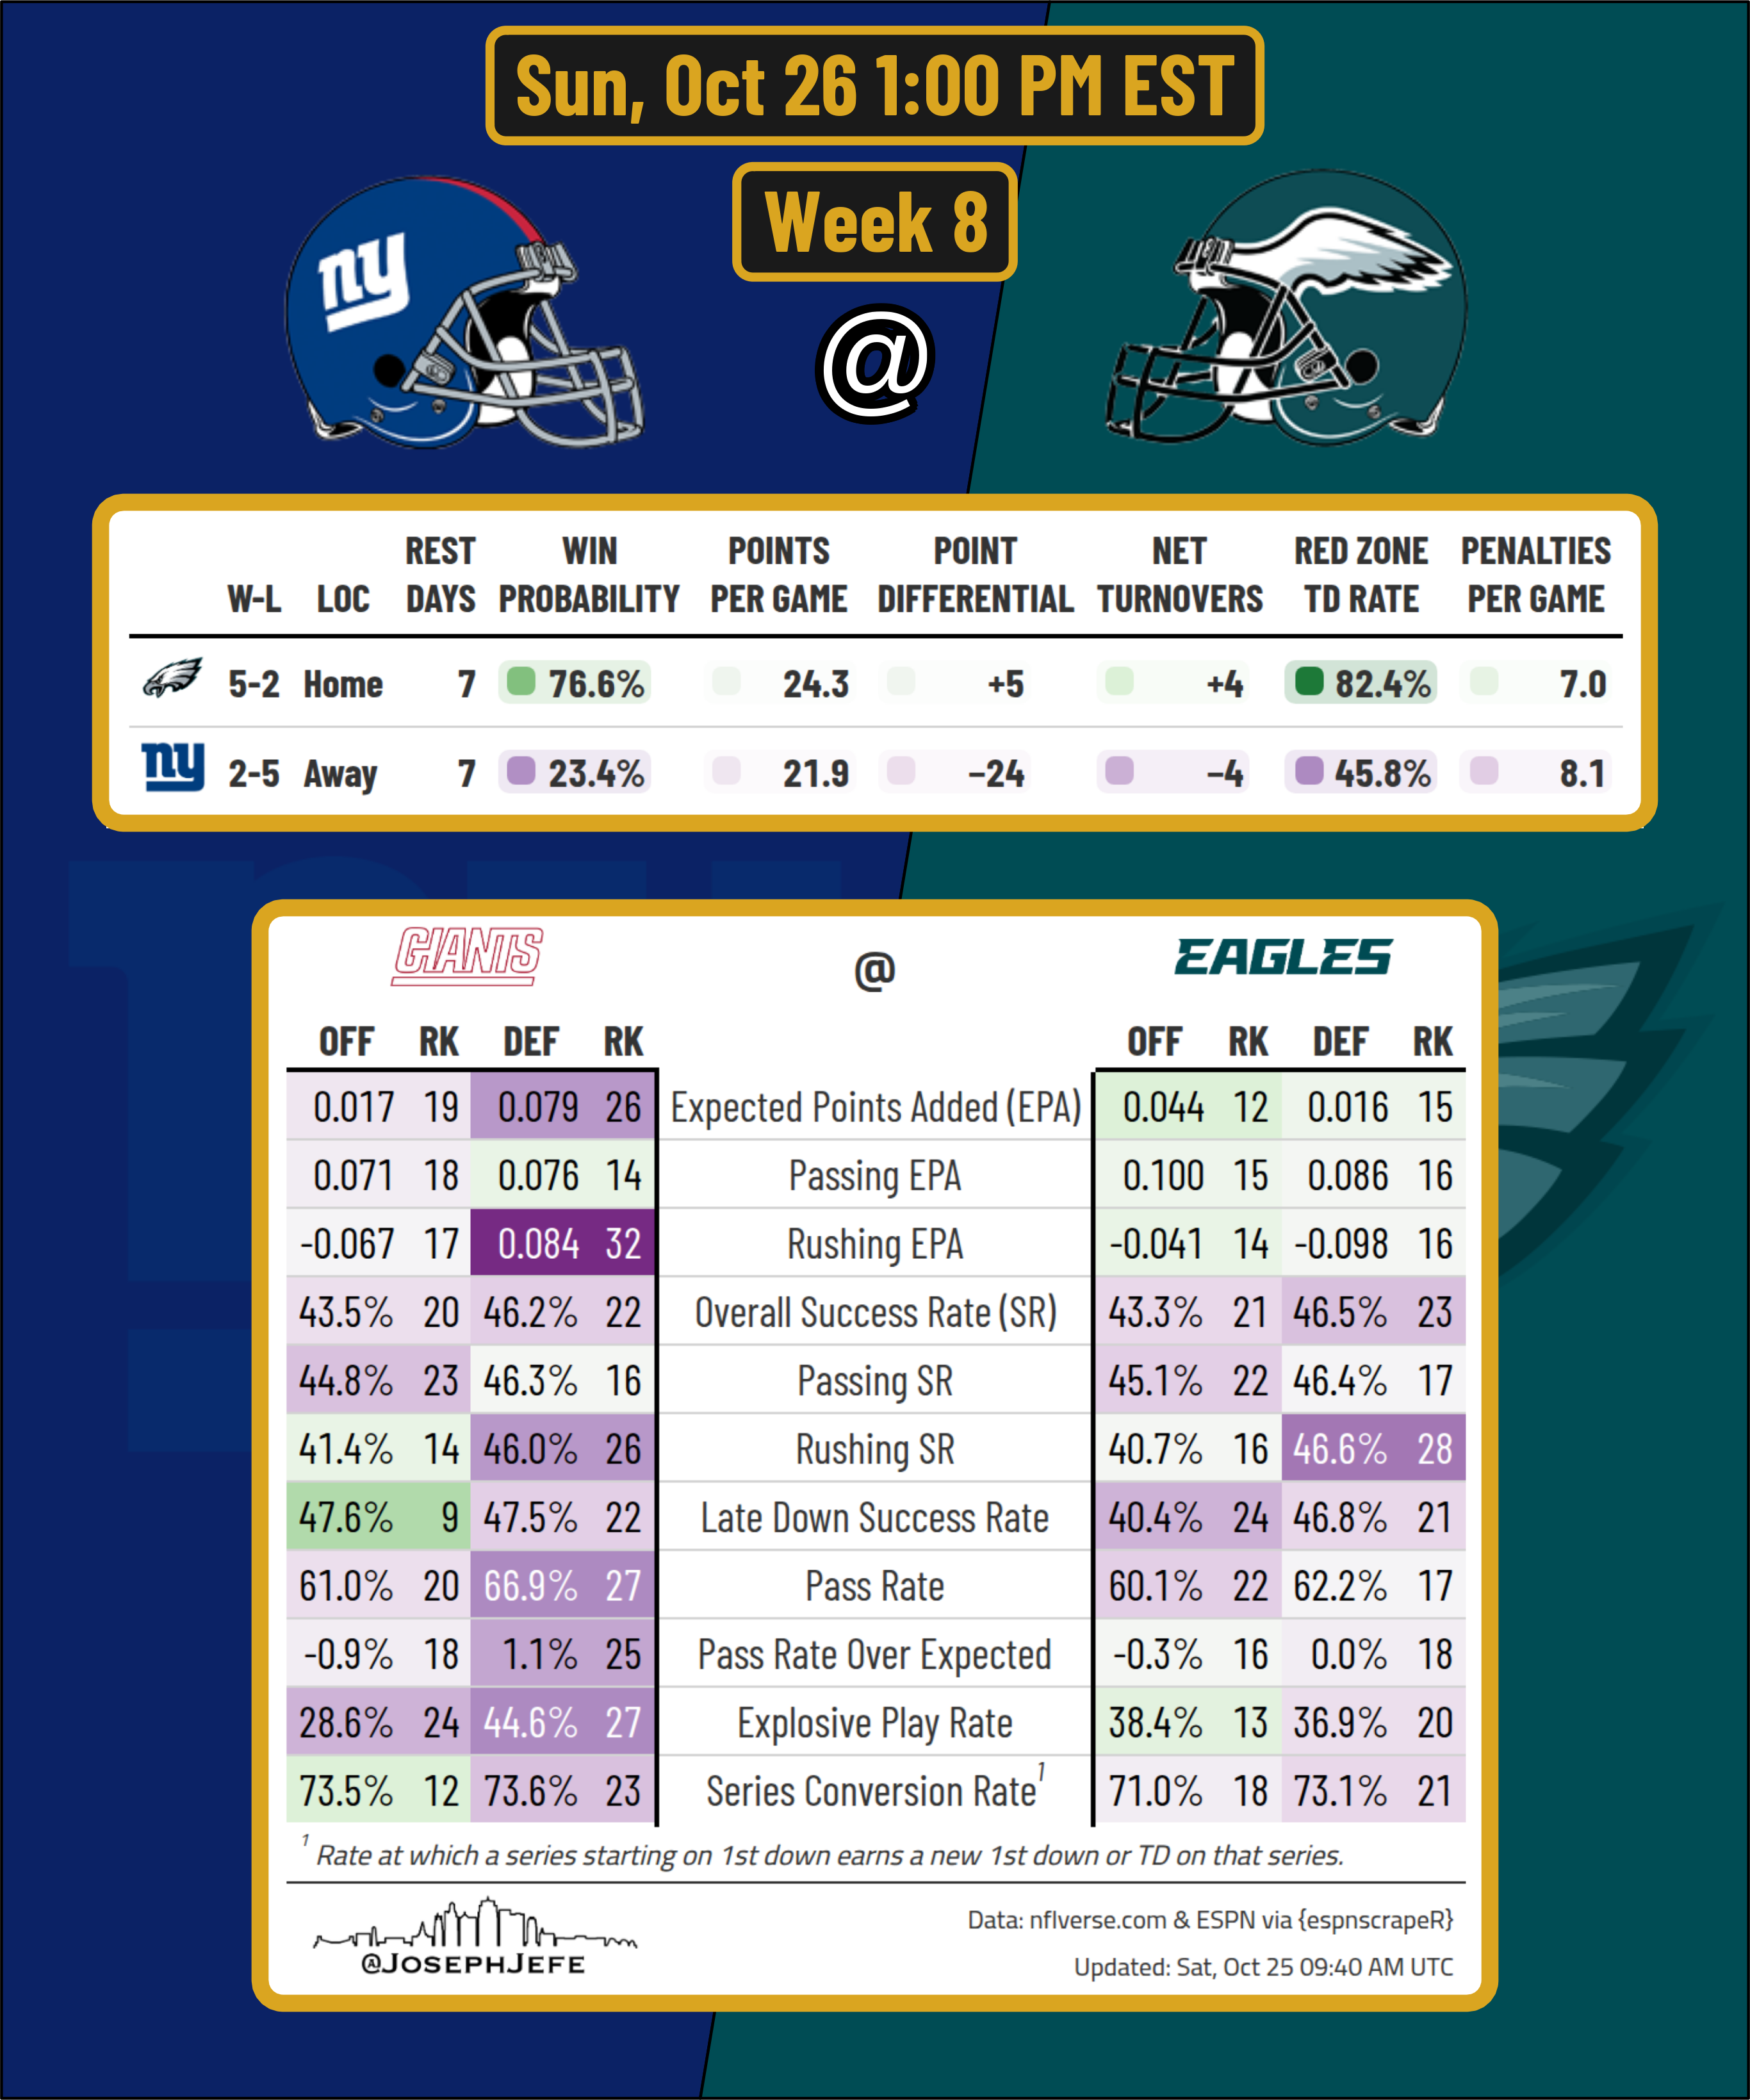 Sun, Oct 26 1:00 PM EST
Week 8
ny
@
REST WIN POINTS POINT NET RED ZONE PENALTIES
W-L LOC DAYS PROBABILITY PER GAME DIFFERENTIAL TURNOVERS TD RATE PER GAME
5-2 Home 7 76.6% 24.3 +5 +4 82.4% 7.0
ny 2-5 Away 7 23.4% 21.9 −24 −4 45.8% 8.1
GIANTS @ EAGLES
OFF RK DEF RK OFF RK DEF RK
0.017 19 0.079 26 Expected Points Added (EPA) 0.044 12 0.016 15
0.071 18 0.076 14 Passing EPA 0.100 15 0.086 16
-0.067 17 0.084 32 Rushing EPA -0.041 14 -0.098 16
43.5% 20 46.2% 22 Overall Success Rate (SR) 43.3% 21 46.5% 23
44.8% 23 46.3% 16 Passing SR 45.1% 22 46.4% 17
41.4% 14 46.0% 26 Rushing SR 40.7% 16 46.6% 28
47.6% 9 47.5% 22 Late Down Success Rate 40.4% 24 46.8% 21
61.0% 20 66.9% 27 Pass Rate 60.1% 22 62.2% 17
-0.9% 18 1.1% 25 Pass Rate Over Expected -0.3% 16 0.0% 18
28.6% 24 44.6% 27 Explosive Play Rate 38.4% 13 36.9% 20
73.5% 12 73.6% 23 Series Conversion Rate¹ 71.0% 18 73.1% 21
¹ Rate at which a series starting on 1st down earns a new 1st down or TD on that series.
Data: nflverse.com & ESPN via {espnscrapeR}
@JOSEPHJEFE
Updated: Sat, Oct 25 09:40 AM UTC